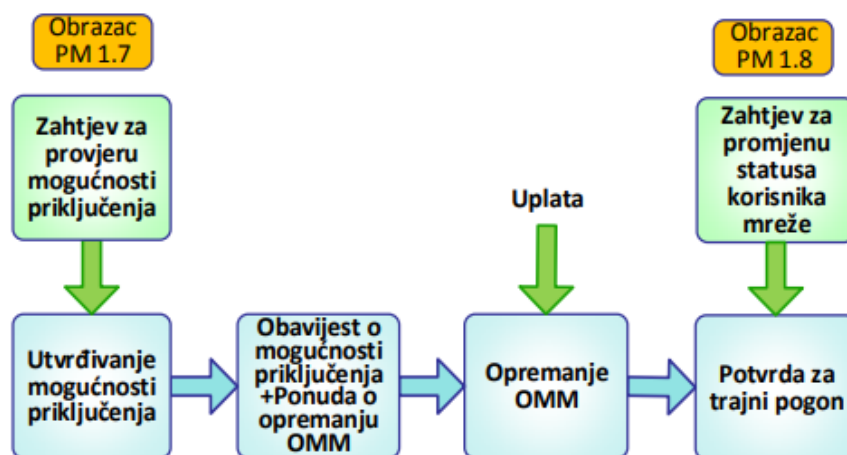 Obrazac
PM 1.7
Obrazac
PM 1.8
Zahtjev za
provjeru
mogućnosti
priključenja
Uplata
Zahtjev za
promjenu
statusa
korisnika
mreže
Utvrđivanje
mogućnosti
priključenja
Obavijest o
mogućnosti
priključenja
+Ponuda o
opremanju
OMM
Opremanje
OMM
Potvrda za
trajni pogon